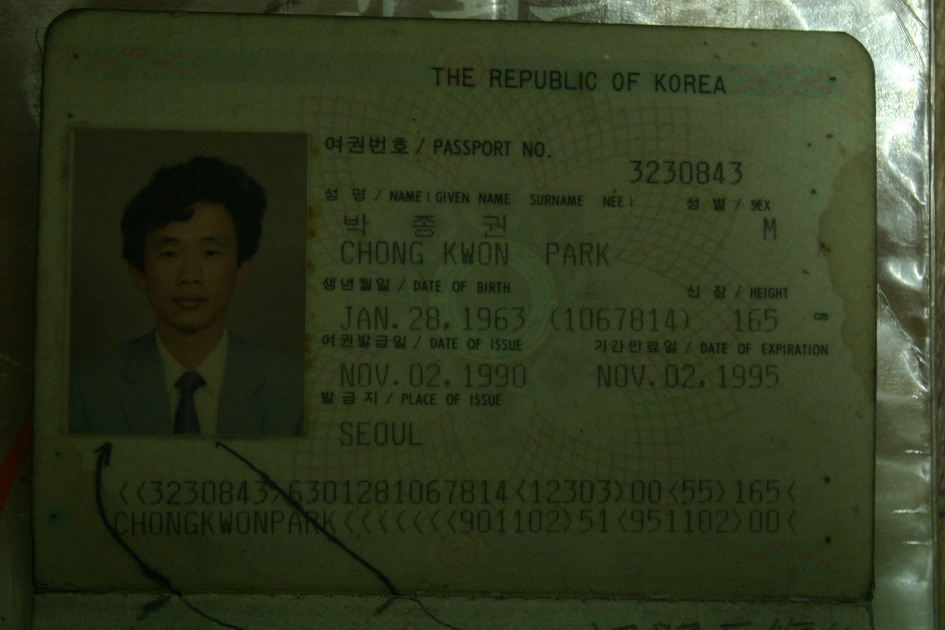 THE REPUBLIC OF KOREA
여권번호 / PASSPORT NO.
3230843
성 명 / NAME ( GIVEN NAME SURNAME NÉE ) 성 별 / SEX
박 종 권 M
CHONG KWON PARK
생년월일 / DATE OF BIRTH 신 장 / HEIGHT
JAN. 28, 1963 (1067814) 165 cm
여권발급일 / DATE OF ISSUE 기간만료일 / DATE OF EXPIRATION
NOV. 02. 1990 NOV. 02. 1995
발급지 / PLACE OF ISSUE
SEOUL
<<3230843>6301281067814<12303>00<55>165<
CHONGKWONPARK<<<<<<<901102>51<951102>00<